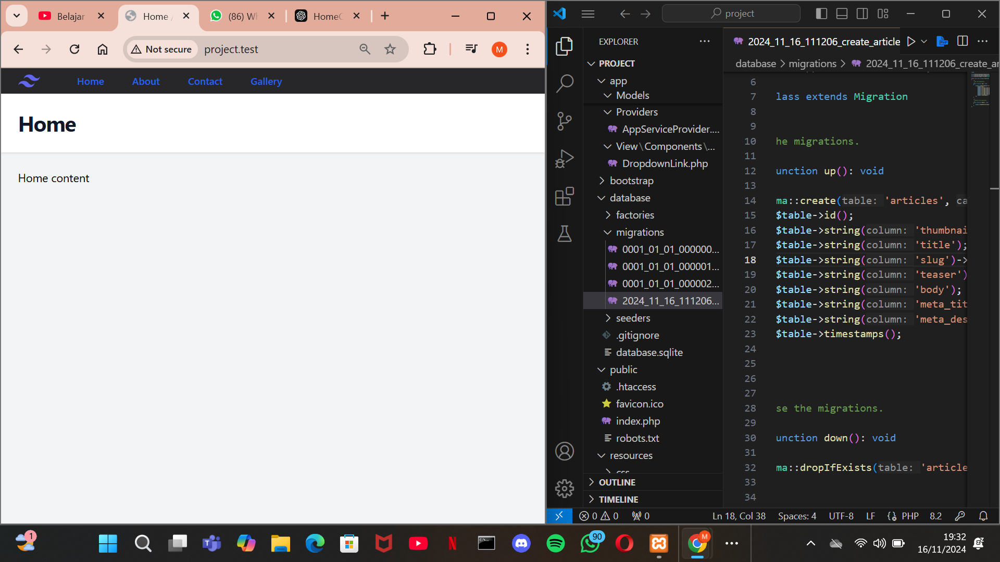 Belajar
Home /
(86) Wh
HomeC
Not secure
project.test
M
Home
About
Contact
Gallery
Home
Home content
project
EXPLORER
PROJECT
app
Models
Providers
AppServiceProvider....
View\Components\...
DropdownLink.php
bootstrap
database
factories
migrations
0001_01_01_000000...
0001_01_01_000001...
0001_01_01_000002...
2024_11_16_111206...
seeders
.gitignore
database.sqlite
public
.htaccess
favicon.ico
index.php
robots.txt
resources
css
OUTLINE
TIMELINE
2024_11_16_111206_create_article
database > migrations > 2024_11_16_111206_create_ar
6
7 lass extends Migration
8
9
10 he migrations.
11
12 unction up(): void
13
14 ma::create(table: 'articles', ca
15 $table->id();
16 $table->string(column: 'thumbnai
17 $table->string(column: 'title');
18 $table->string(column: 'slug')->
19 $table->string(column: 'teaser')
20 $table->string(column: 'body');
21 $table->string(column: 'meta_tit
22 $table->string(column: 'meta_des
23 $table->timestamps();
24
25
26
27
28 se the migrations.
29
30 unction down(): void
31
32 ma::dropIfExists(table: 'article
33
34
0 0 0
Ln 18, Col 38
Spaces: 4
UTF-8
LF
PHP
8.2
1
90
M
19:32
16/11/2024